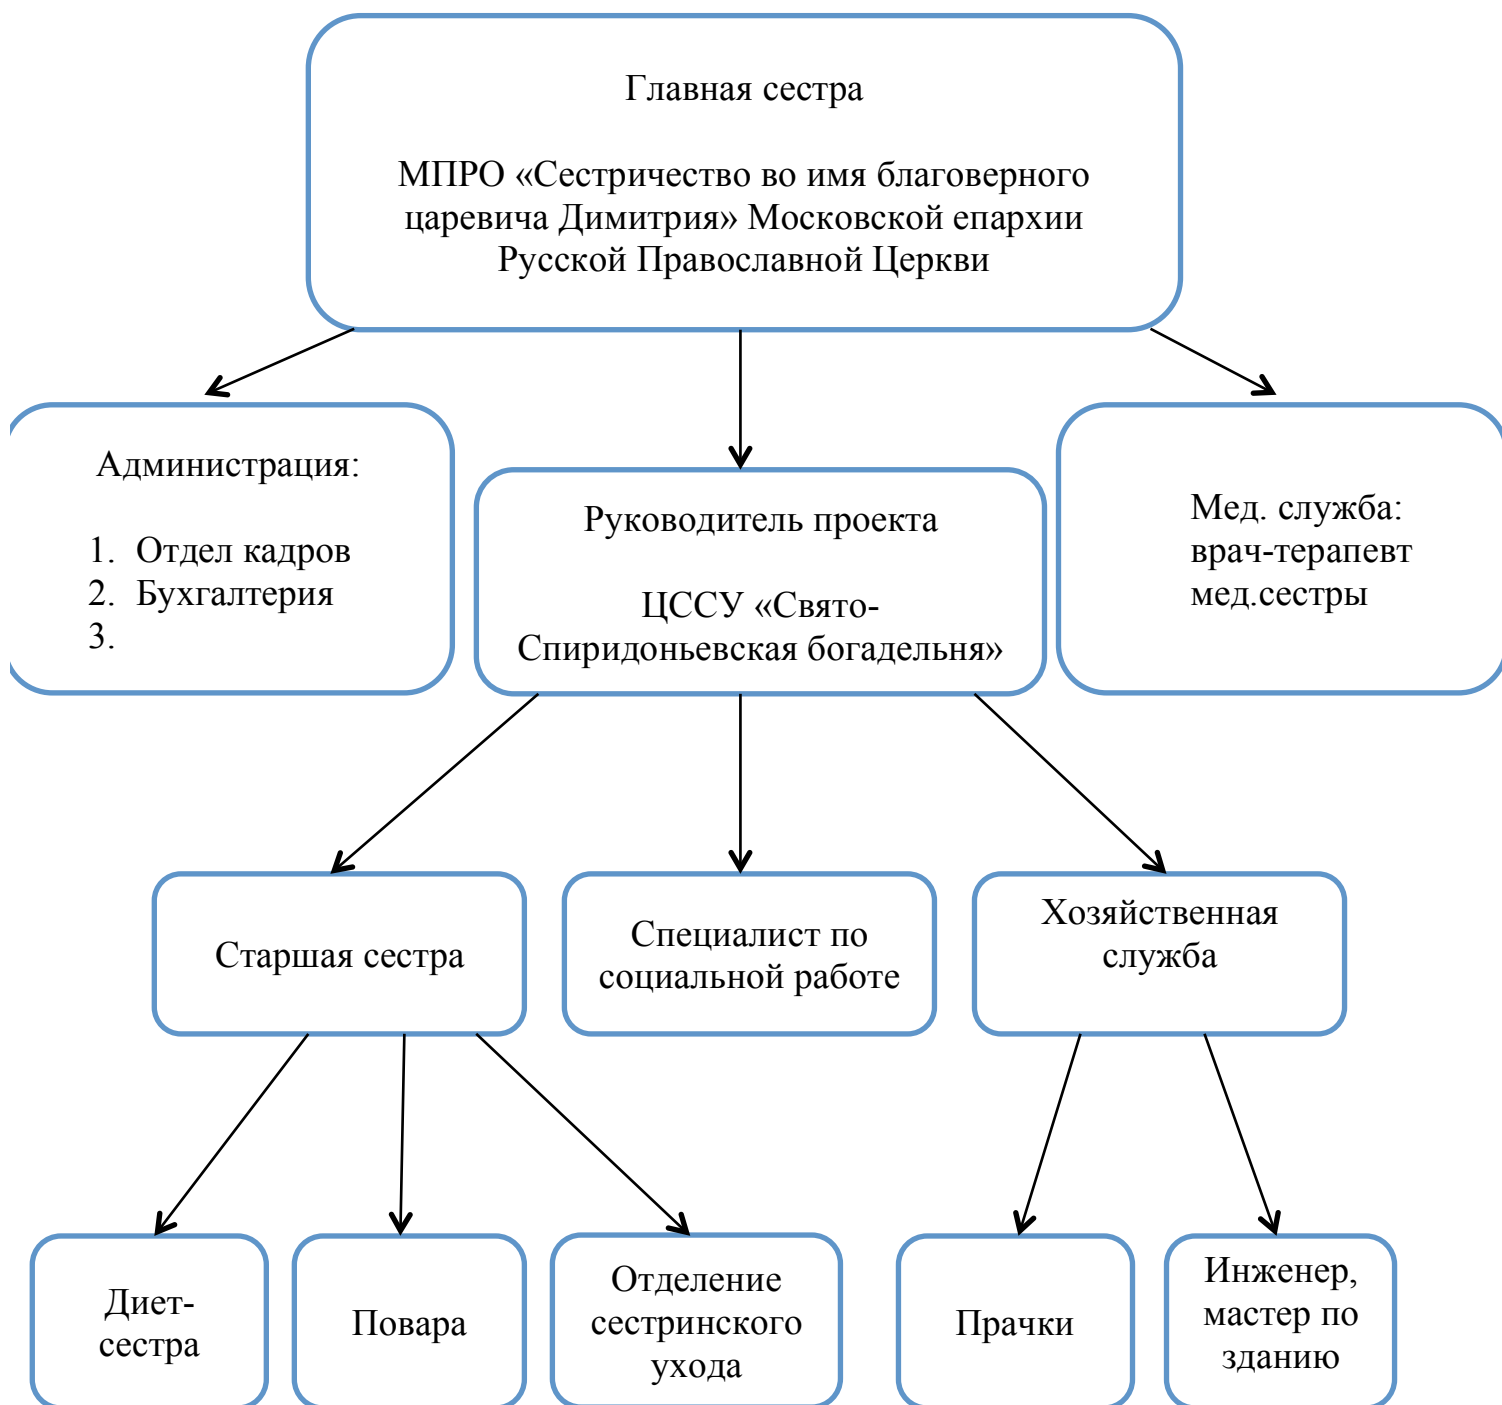 Главная сестра
МПРО «Сестричество во имя благоверного
царевича Димитрия» Московской епархии
Русской Православной Церкви
Администрация:
1. Отдел кадров
2. Бухгалтерия
3.
Руководитель проекта
ЦССУ «Свято-
Спиридоньевская богадельня»
Мед. служба:
врач-терапевт
мед.сестры
Старшая сестра
Специалист по
социальной работе
Хозяйственная
служба
Диет-
сестра
Повара
Отделение
сестринского
ухода
Прачки
Инженер,
мастер по
зданию